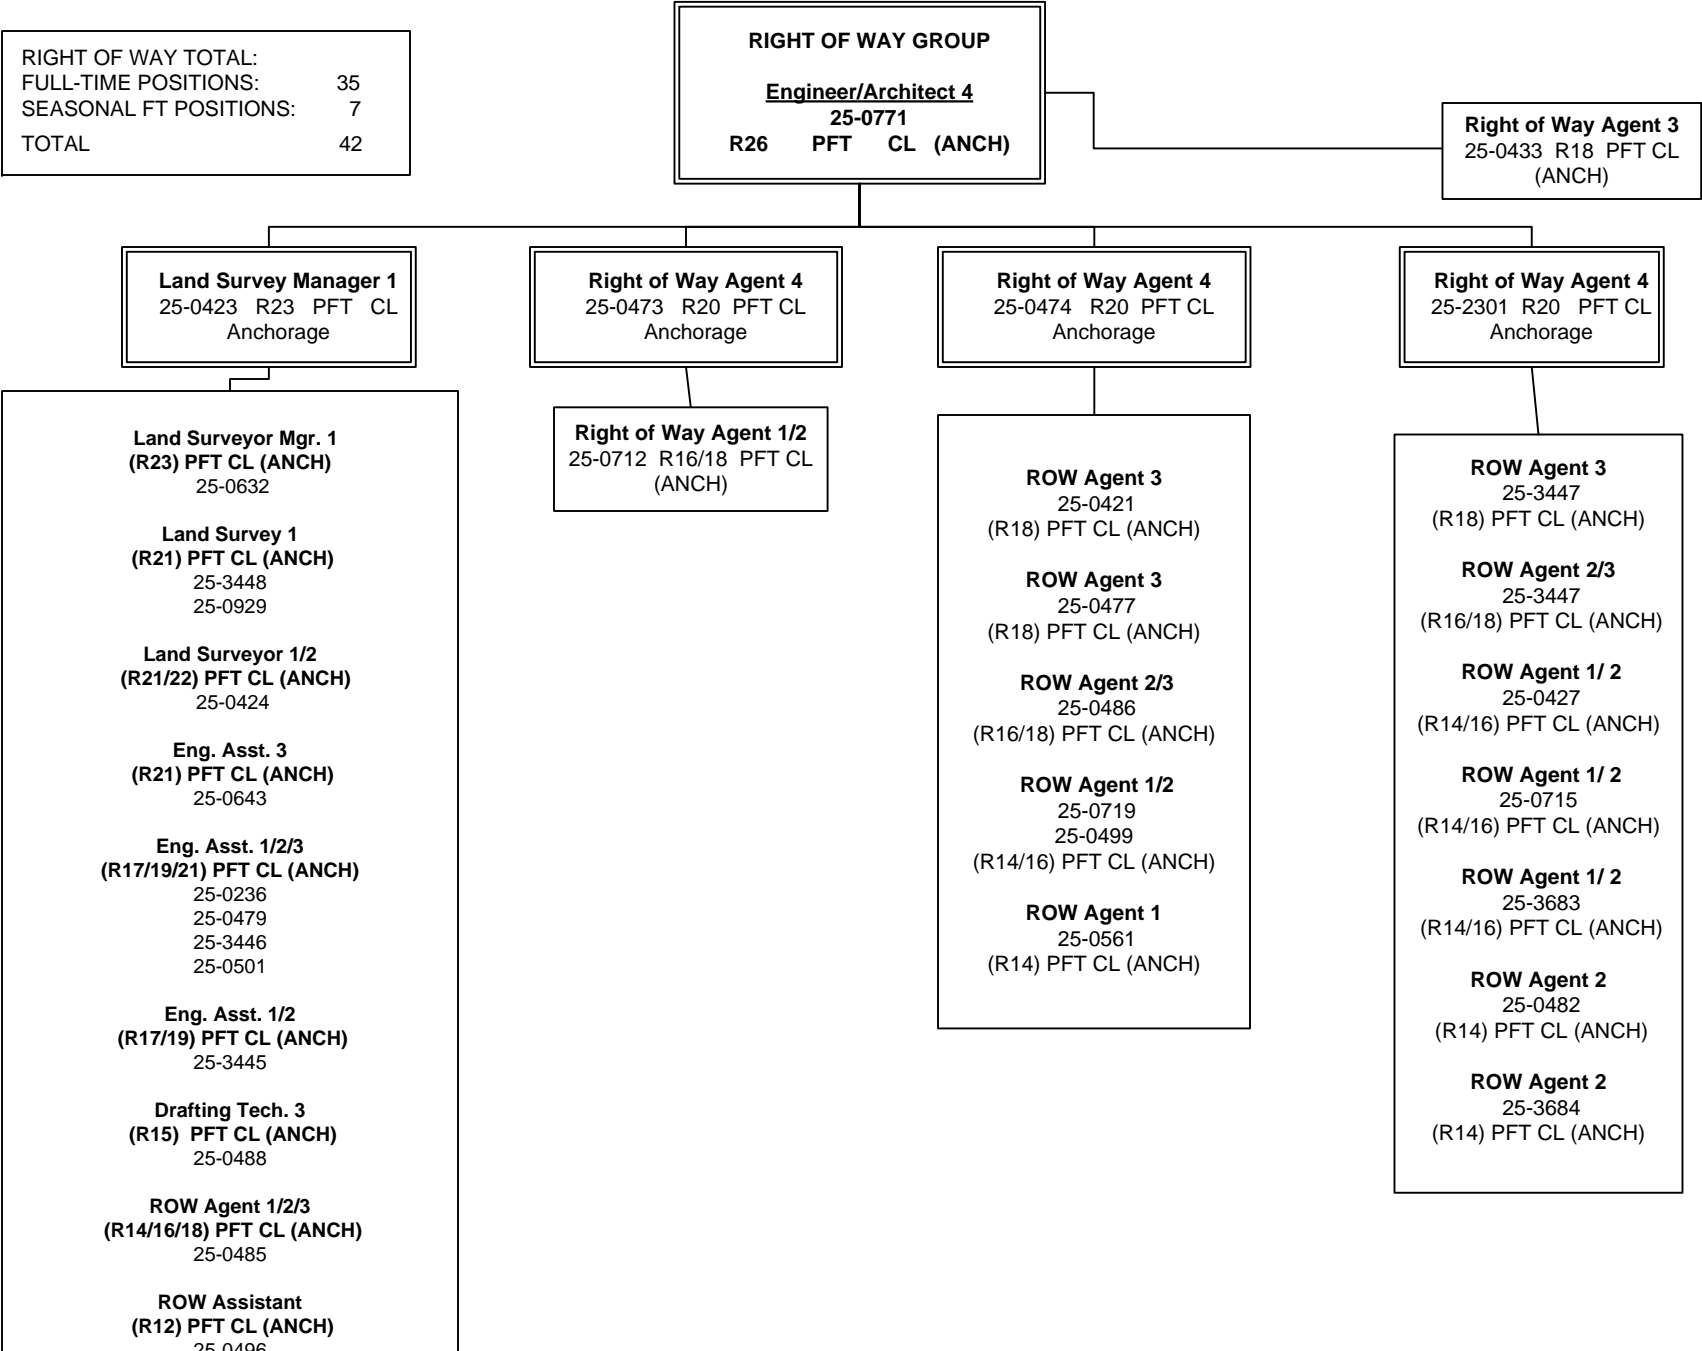 RIGHT OF WAY TOTAL:
FULL-TIME POSITIONS: 35
SEASONAL FT POSITIONS: 7
TOTAL 42
RIGHT OF WAY GROUP
Engineer/Architect 4
25-0771
R26 PFT CL (ANCH)
Right of Way Agent 3
25-0433 R18 PFT CL
(ANCH)
Land Survey Manager 1
25-0423 R23 PFT CL
Anchorage
Right of Way Agent 4
25-0473 R20 PFT CL
Anchorage
Right of Way Agent 4
25-0474 R20 PFT CL
Anchorage
Right of Way Agent 4
25-2301 R20 PFT CL
Anchorage
Land Surveyor Mgr. 1
(R23) PFT CL (ANCH)
25-0632
Land Survey 1
(R21) PFT CL (ANCH)
25-3448
25-0929
Land Surveyor 1/2
(R21/22) PFT CL (ANCH)
25-0424
Eng. Asst. 3
(R21) PFT CL (ANCH)
25-0643
Eng. Asst. 1/2/3
(R17/19/21) PFT CL (ANCH)
25-0236
25-0479
25-3446
25-0501
Eng. Asst. 1/2
(R17/19) PFT CL (ANCH)
25-3445
Drafting Tech. 3
(R15) PFT CL (ANCH)
25-0488
ROW Agent 1/2/3
(R14/16/18) PFT CL (ANCH)
25-0485
ROW Assistant
(R12) PFT CL (ANCH)
25-0496
Right of Way Agent 1/2
25-0712 R16/18 PFT CL
(ANCH)
ROW Agent 3
25-0421
(R18) PFT CL (ANCH)
ROW Agent 3
25-0477
(R18) PFT CL (ANCH)
ROW Agent 2/3
25-0486
(R16/18) PFT CL (ANCH)
ROW Agent 1/2
25-0719
25-0499
(R14/16) PFT CL (ANCH)
ROW Agent 1
25-0561
(R14) PFT CL (ANCH)
ROW Agent 3
25-3447
(R18) PFT CL (ANCH)
ROW Agent 2/3
25-3447
(R16/18) PFT CL (ANCH)
ROW Agent 1/ 2
25-0427
(R14/16) PFT CL (ANCH)
ROW Agent 1/ 2
25-0715
(R14/16) PFT CL (ANCH)
ROW Agent 1/ 2
25-3683
(R14/16) PFT CL (ANCH)
ROW Agent 2
25-0482
(R14) PFT CL (ANCH)
ROW Agent 2
25-3684
(R14) PFT CL (ANCH)